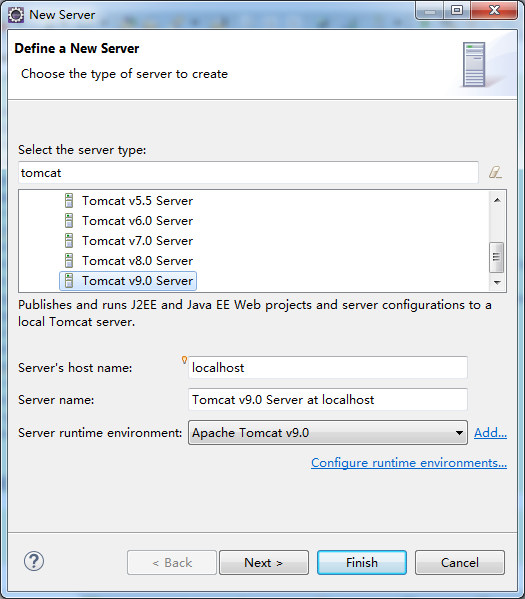 New Server
Define a New Server
Choose the type of server to create
Select the server type:
tomcat
Tomcat v5.5 Server
Tomcat v6.0 Server
Tomcat v7.0 Server
Tomcat v8.0 Server
Tomcat v9.0 Server
Publishes and runs J2EE and Java EE Web projects and server configurations to a
local Tomcat server.
Server's host name: localhost
Server name: Tomcat v9.0 Server at localhost
Server runtime environment: Apache Tomcat v9.0 Add...
Configure runtime environments...
? < Back Next > Finish Cancel